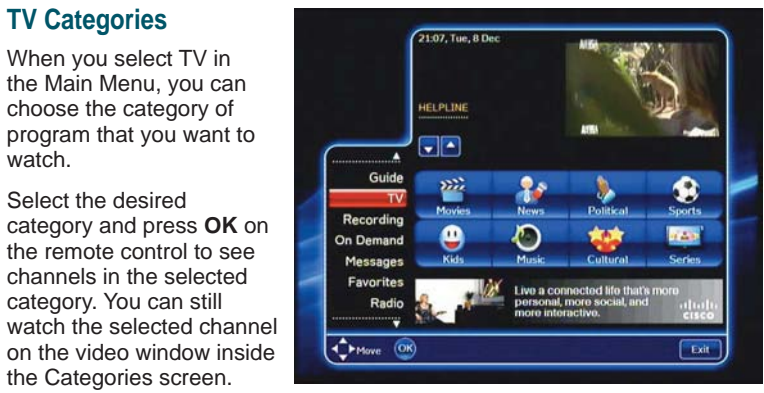 TV Categories
When you select TV in
the Main Menu, you can
choose the category of
program that you want to
watch.
Select the desired
category and press OK on
the remote control to see
channels in the selected
category. You can still
watch the selected channel
on the video window inside
the Categories screen.
21:07, Tue, 8 Dec
HELPLINE
Guide
TV
Recording
On Demand
Messages
Favorites
Radio
Movies
News
Political
Sports
Kids
Music
Cultural
Series
Live a connected life that's more
personal, more social, and
more interactive.
CISCO
Move
OK
Exit